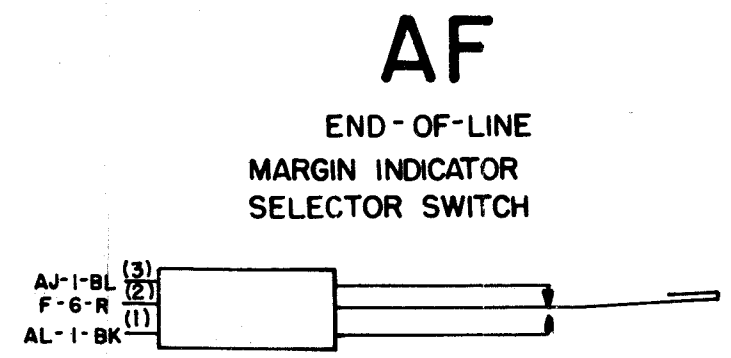 AF
END-OF-LINE
MARGIN INDICATOR
SELECTOR SWITCH
AJ-1-BL (3)
F-6-R (2)
AL-1-BK (1)